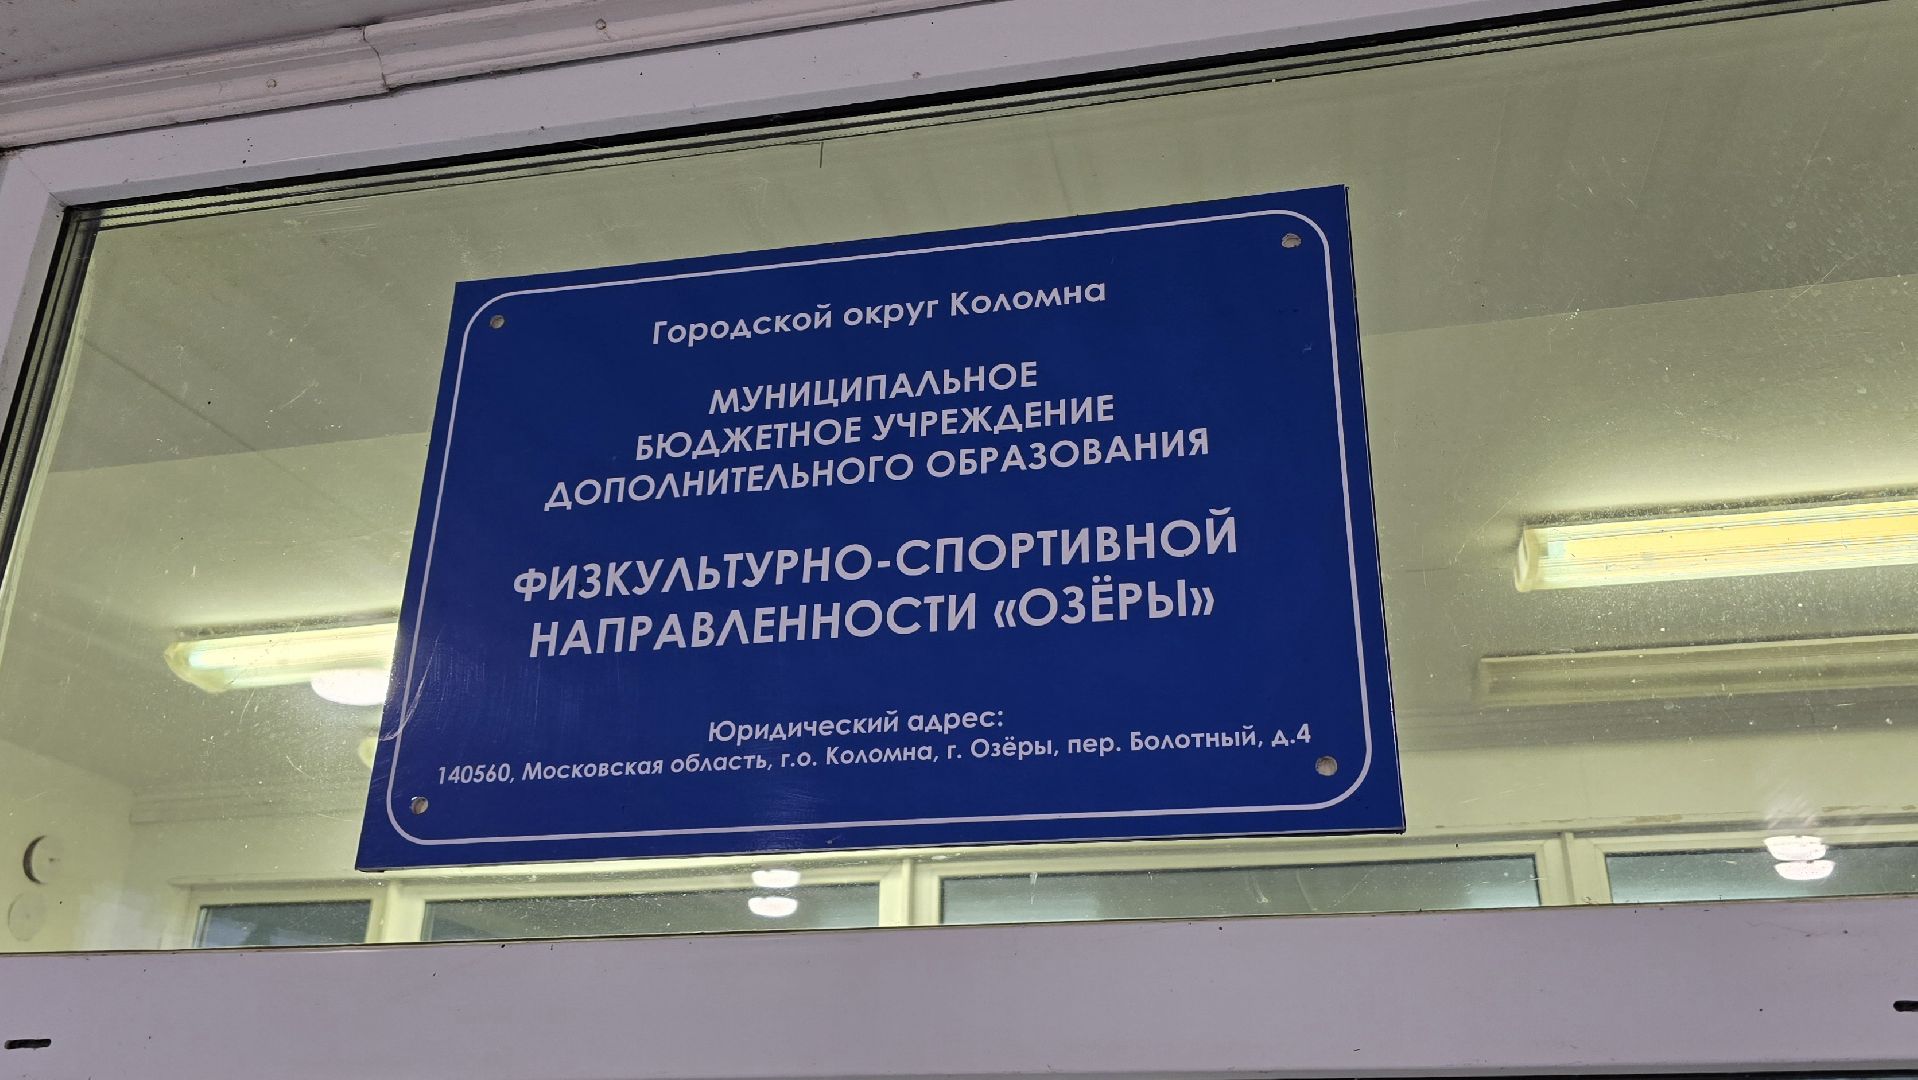 Городской округ Коломна
МУНИЦИПАЛЬНОЕ
БЮДЖЕТНОЕ УЧРЕЖДЕНИЕ
ДОПОЛНИТЕЛЬНОГО ОБРАЗОВАНИЯ
ФИЗКУЛЬТУРНО-СПОРТИВНОЙ
НАПРАВЛЕННОСТИ «ОЗЁРЫ»
Юридический адрес:
140560, Московская область, г.о. Коломна, г. Озёры, пер. Болотный, д.4